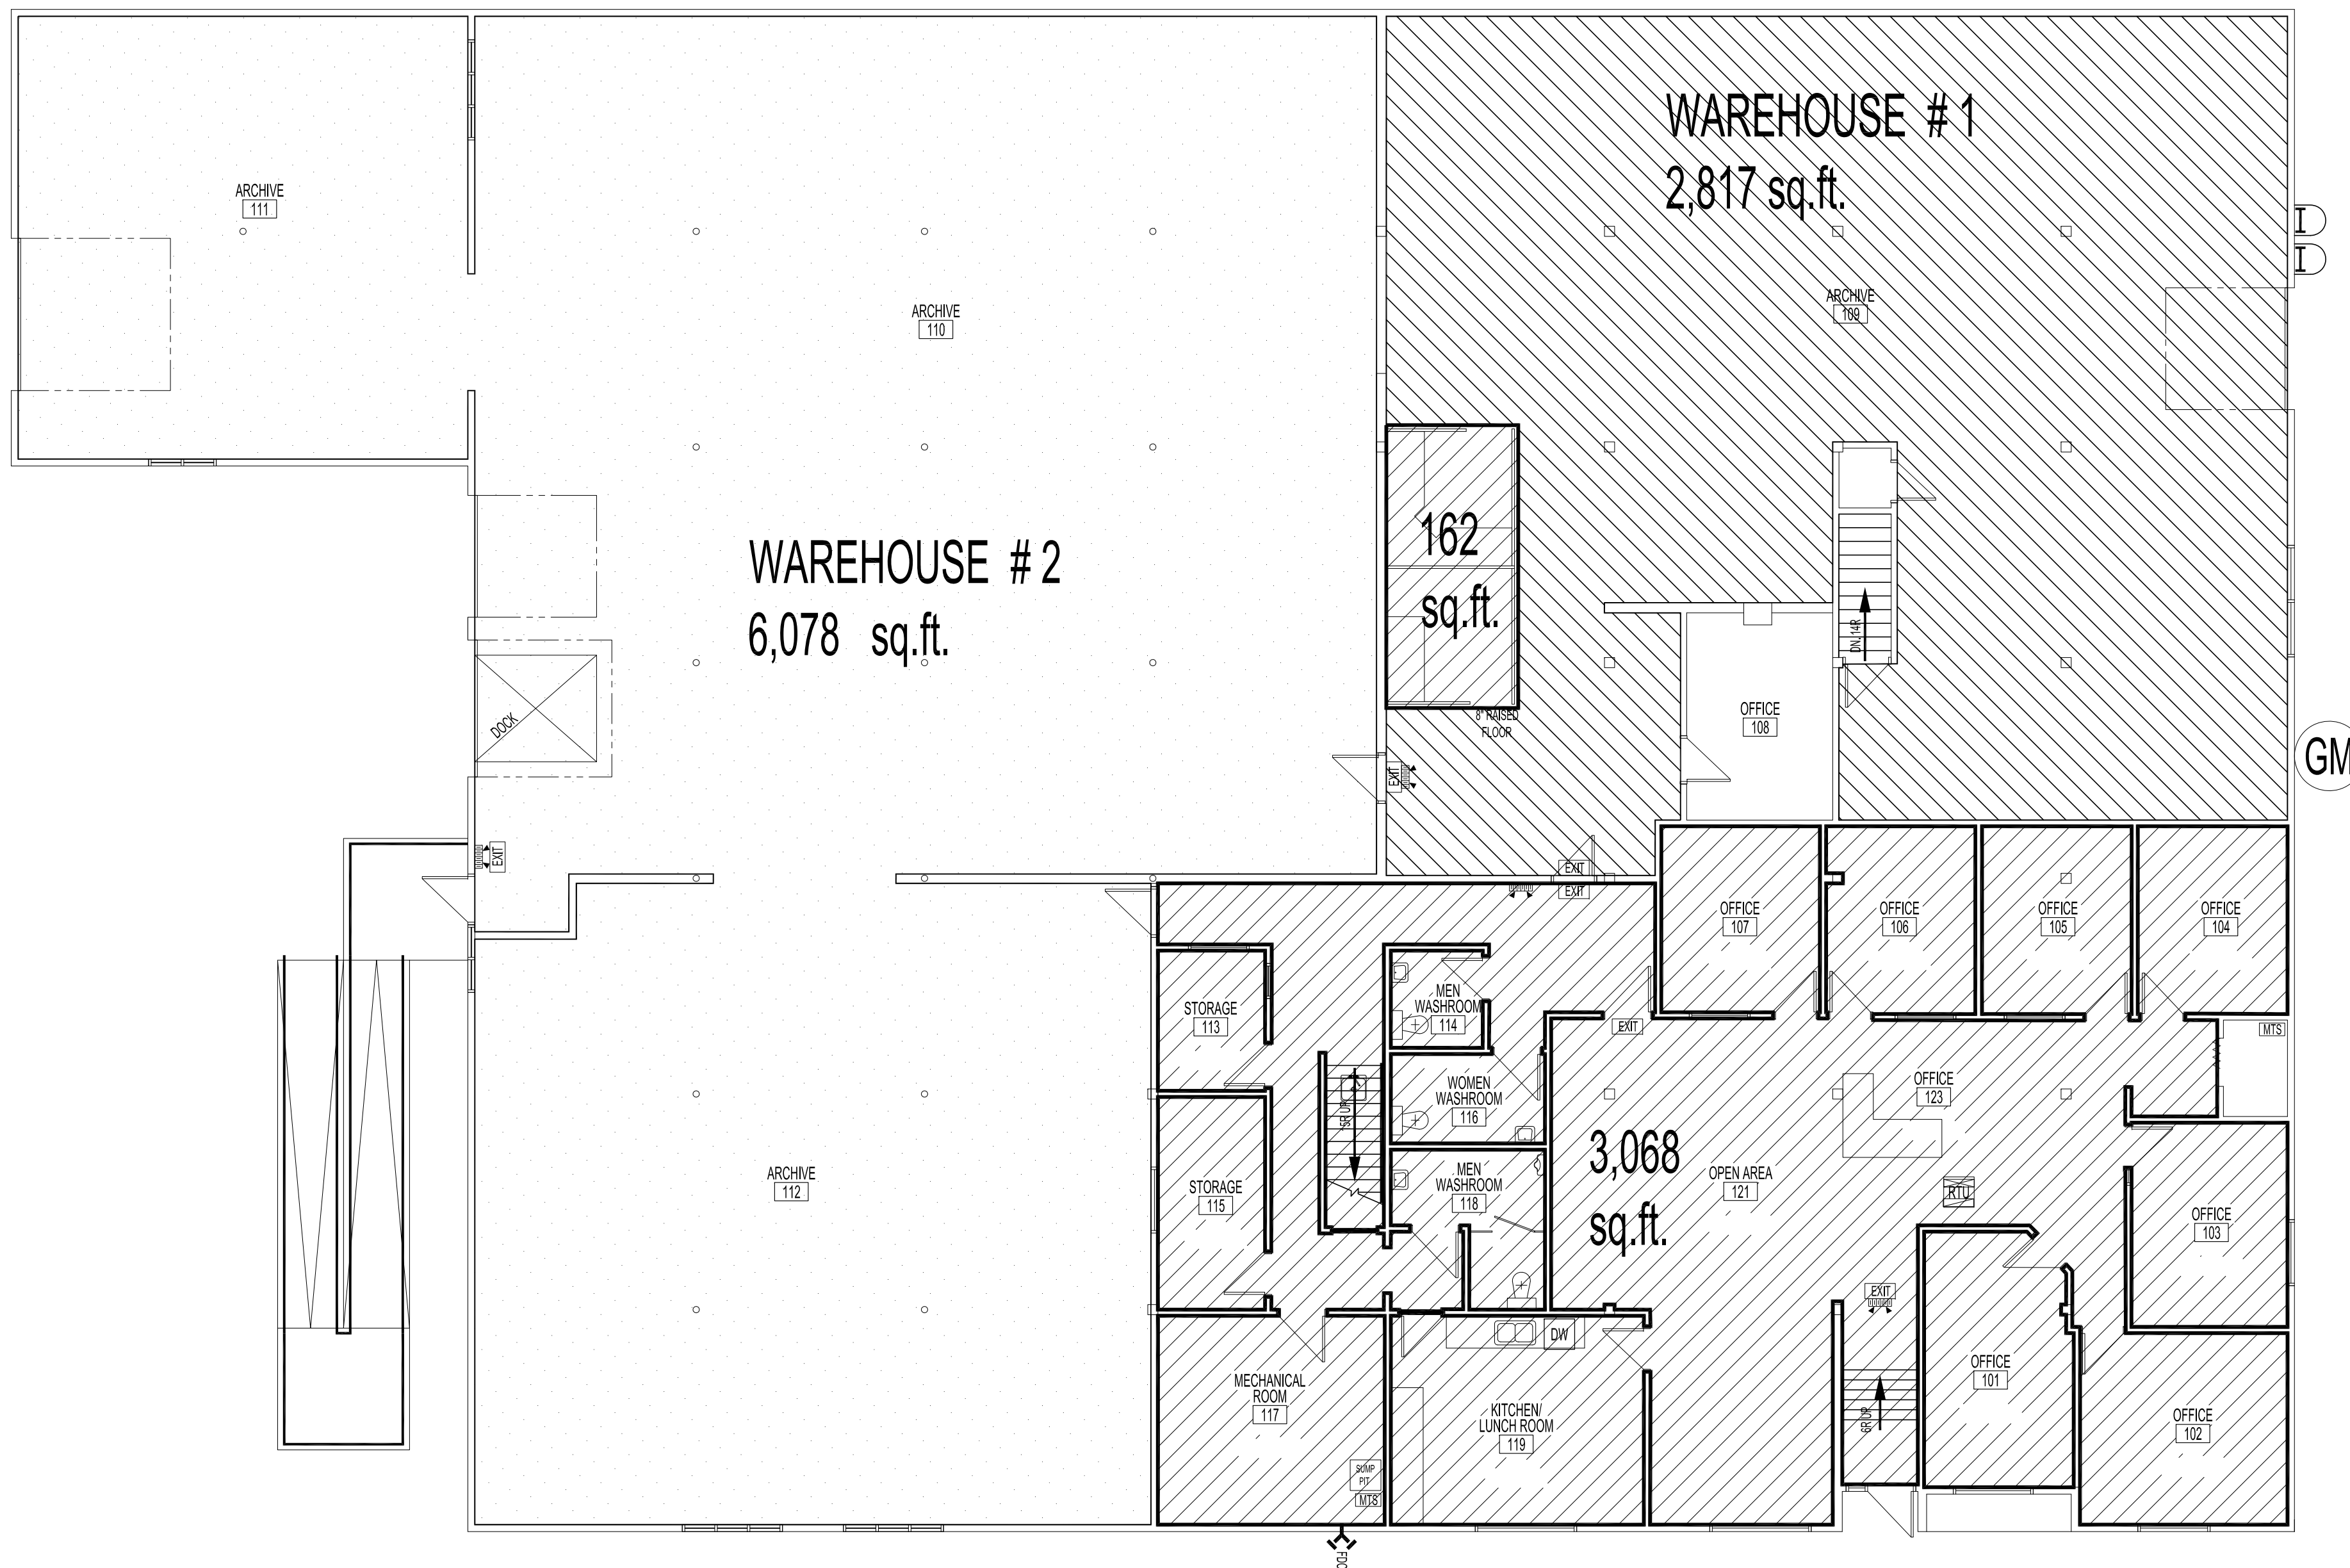 WAREHOUSE # 1
2,817 sq.ft.
ARCHIVE
111
ARCHIVE
109
ARCHIVE
110
162
sq.ft.
WAREHOUSE # 2
6,078 sq.ft.
DN. 14R
DOCK
8" RAISED
FLOOR
OFFICE
108
GM
EXIT
EXIT
EXIT
EXIT
OFFICE
107
OFFICE
106
OFFICE
105
OFFICE
104
STORAGE
113
MEN
WASHROOM
114
EXIT
MTS
WOMEN
WASHROOM
116
OFFICE
123
3,068
sq.ft.
ARCHIVE
112
STORAGE
115
MEN
WASHROOM
118
OPEN AREA
121
RTU
OFFICE
103
EXIT
DW
MECHANICAL
ROOM
117
KITCHEN/
LUNCH ROOM
119
OFFICE
101
6R UP
OFFICE
102
SUMP
PIT
MTS
FDC